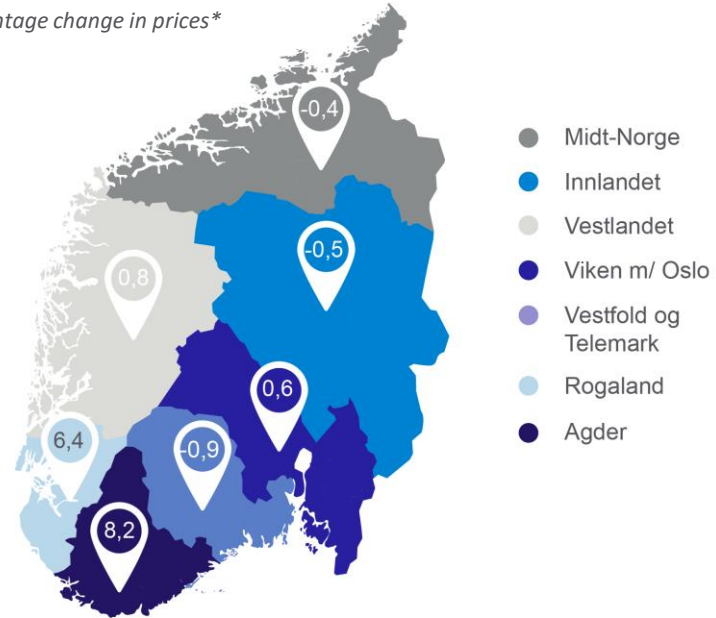 ntage change in prices*
-0,4
-0,5
0,8
0,6
6,4
-0,9
8,2
Midt-Norge
Innlandet
Vestlandet
Viken m/ Oslo
Vestfold og
Telemark
Rogaland
Agder